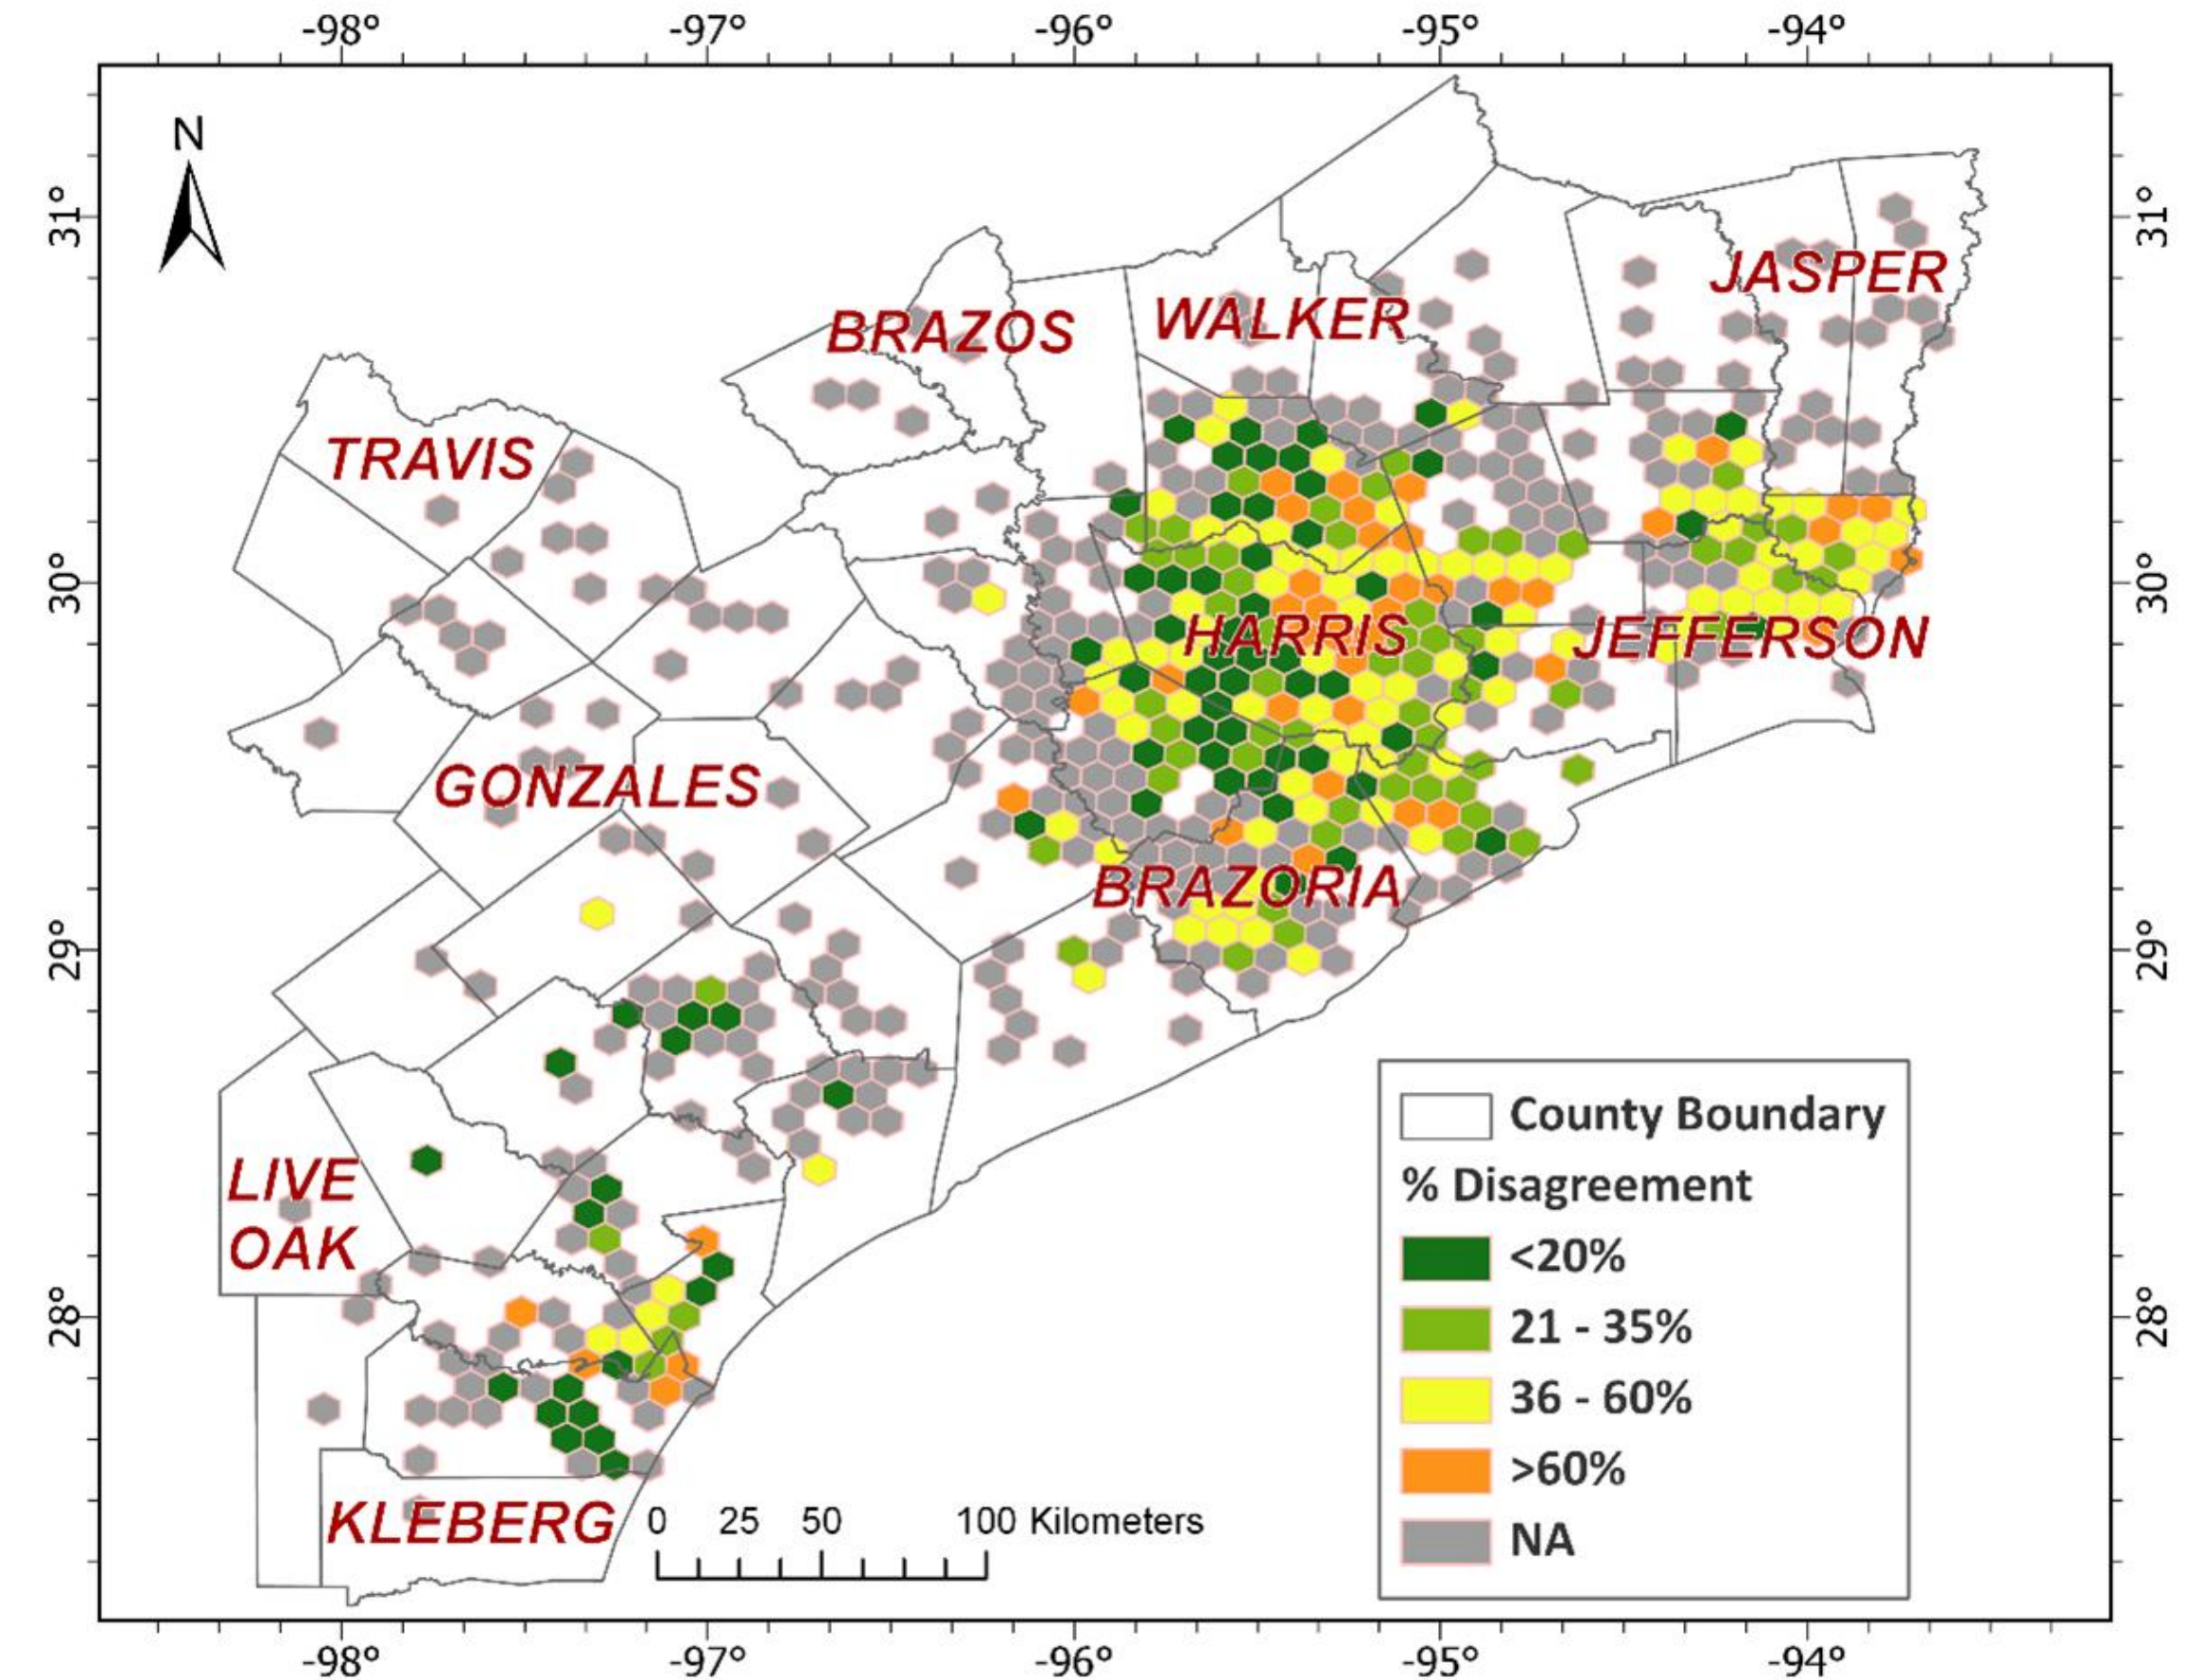 -98° -97° -96° -95° -94°
N
31° 31°
JASPER
BRAZOS WALKER
TRAVIS
30° 30°
HARRIS JEFFERSON
GONZALES
BRAZORIA
29° 29°
County Boundary
% Disagreement
<20%
21 - 35%
36 - 60%
>60%
NA
LIVE
OAK
28° 28°
KLEBERG
0 25 50 100 Kilometers
-98° -97° -96° -95° -94°